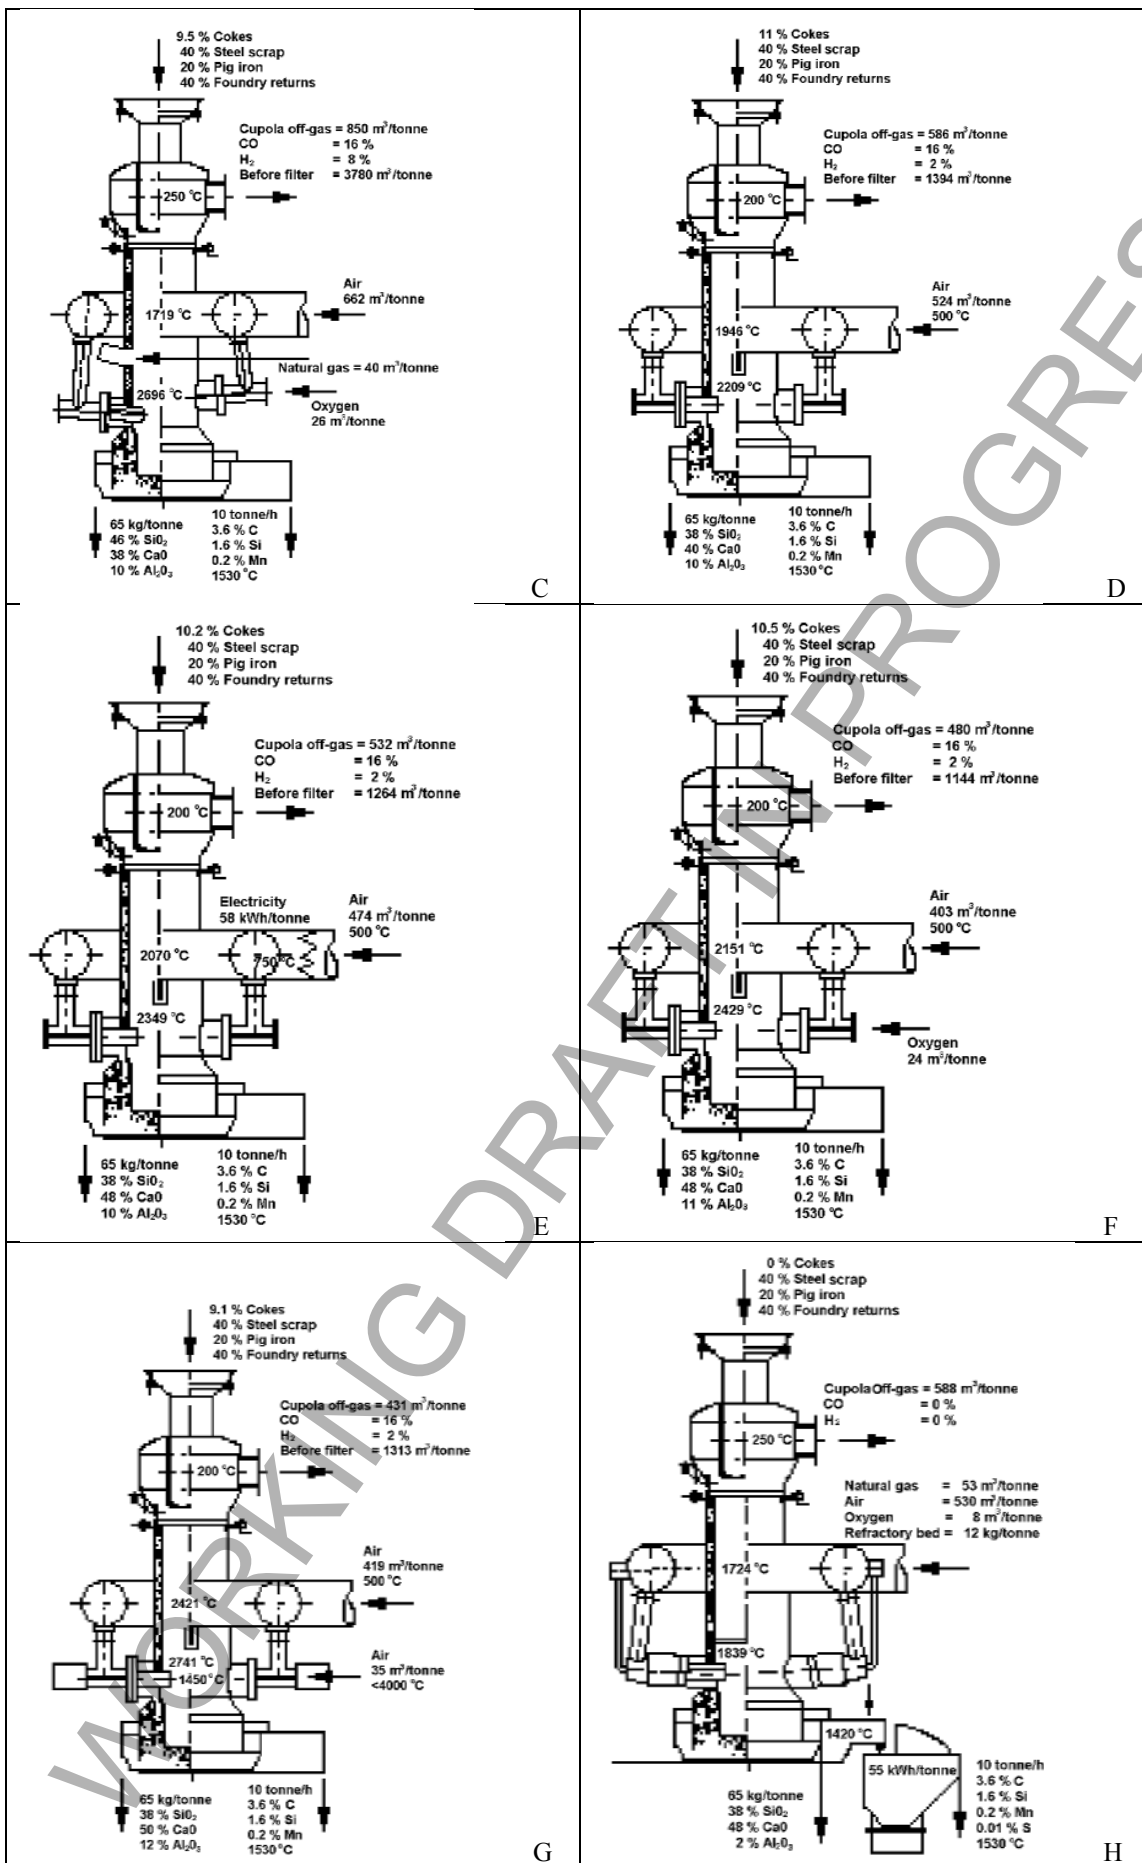 9.5 % Cokes
40 % Steel scrap
20 % Pig iron
40 % Foundry returns
Cupola off-gas = 850 m³/tonne
CO = 16 %
H₂ = 8 %
Before filter = 3780 m³/tonne
250 °C
Air
662 m³/tonne
1719 °C
Natural gas = 40 m³/tonne
2696 °C
Oxygen
26 m³/tonne
65 kg/tonne
46 % Si0₂
38 % Ca0
10 % Al₂0₃
10 tonne/h
3.6 % C
1.6 % Si
0.2 % Mn
1530 °C
C
11 % Cokes
40 % Steel scrap
20 % Pig iron
40 % Foundry returns
Cupola off-gas = 586 m³/tonne
CO = 16 %
H₂ = 2 %
Before filter = 1394 m³/tonne
200 °C
Air
524 m³/tonne
500 °C
1946 °C
2209 °C
65 kg/tonne
38 % Si0₂
40 % Ca0
10 % Al₂0₃
10 tonne/h
3.6 % C
1.6 % Si
0.2 % Mn
1530 °C
D
10.2 % Cokes
40 % Steel scrap
20 % Pig iron
40 % Foundry returns
Cupola off-gas = 532 m³/tonne
CO = 16 %
H₂ = 2 %
Before filter = 1264 m³/tonne
200 °C
Electricity
58 kWh/tonne
Air
474 m³/tonne
500 °C
2070 °C
750 °C
2349 °C
65 kg/tonne
38 % Si0₂
48 % Ca0
10 % Al₂0₃
10 tonne/h
3.6 % C
1.6 % Si
0.2 % Mn
1530 °C
E
10.5 % Cokes
40 % Steel scrap
20 % Pig iron
40 % Foundry returns
Cupola off-gas = 480 m³/tonne
CO = 16 %
H₂ = 2 %
Before filter = 1144 m³/tonne
200 °C
Air
403 m³/tonne
500 °C
2151 °C
2429 °C
Oxygen
24 m³/tonne
65 kg/tonne
38 % Si0₂
48 % Ca0
11 % Al₂0₃
10 tonne/h
3.6 % C
1.6 % Si
0.2 % Mn
1530 °C
F
9.1 % Cokes
40 % Steel scrap
20 % Pig iron
40 % Foundry returns
Cupola off-gas = 431 m³/tonne
CO = 16 %
H₂ = 2 %
Before filter = 1313 m³/tonne
200 °C
Air
419 m³/tonne
500 °C
2421 °C
2741 °C
1450 °C
Air
35 m³/tonne
<4000 °C
65 kg/tonne
38 % Si0₂
50 % Ca0
12 % Al₂0₃
10 tonne/h
3.6 % C
1.6 % Si
0.2 % Mn
1530 °C
G
0 % Cokes
40 % Steel scrap
20 % Pig iron
40 % Foundry returns
Cupola Off-gas = 588 m³/tonne
CO = 0 %
H₂ = 0 %
250 °C
Natural gas = 53 m³/tonne
Air = 530 m³/tonne
Oxygen = 8 m³/tonne
Refractory bed = 12 kg/tonne
1724 °C
1839 °C
1420 °C
55 kWh/tonne
65 kg/tonne
38 % Si0₂
48 % Ca0
2 % Al₂0₃
10 tonne/h
3.6 % C
1.6 % Si
0.2 % Mn
0.01 % S
1530 °C
H
WORKING DRAFT IN PROGRES